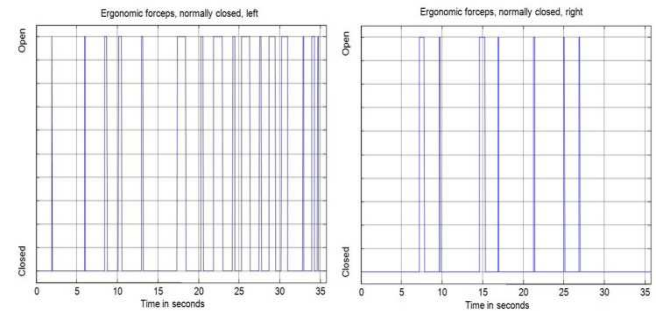 Ergonomic forceps, normally closed, left
Open
Closed
0 5 10 15 20 25 30 35
Time in seconds
Ergonomic forceps, normally closed, right
Open
Closed
0 5 10 15 20 25 30 35
Time in seconds